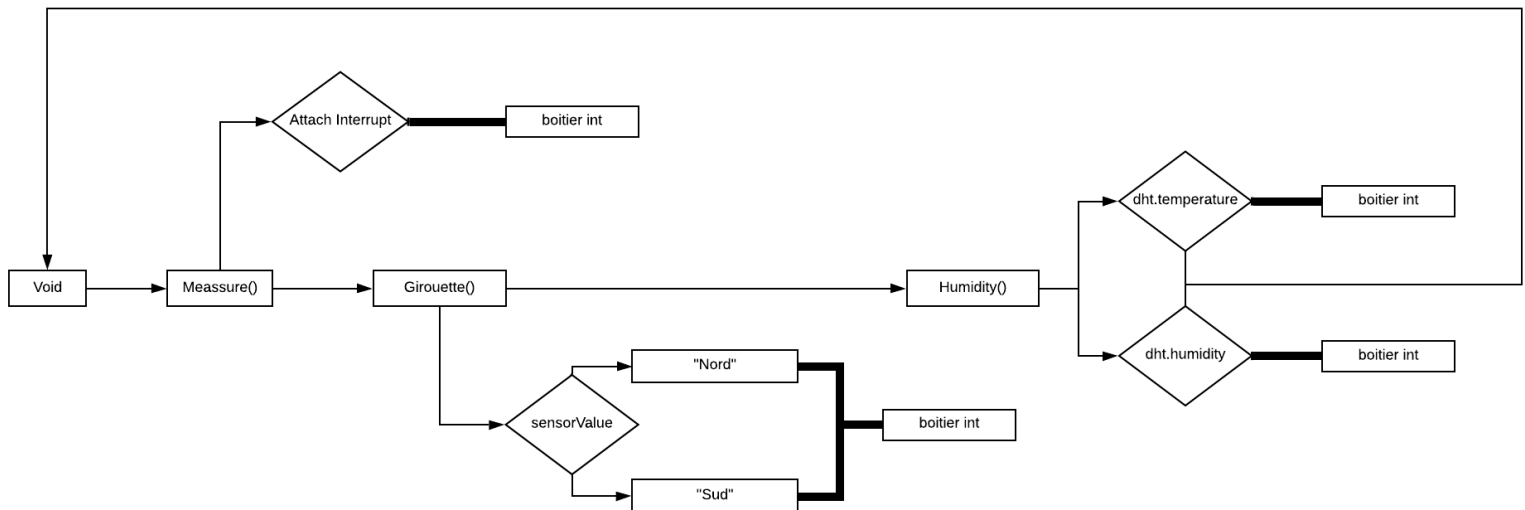 Attach Interrupt
boitier int
dht.temperature
boitier int
Void
Meassure()
Girouette()
Humidity()
dht.humidity
boitier int
"Nord"
sensorValue
boitier int
"Sud"